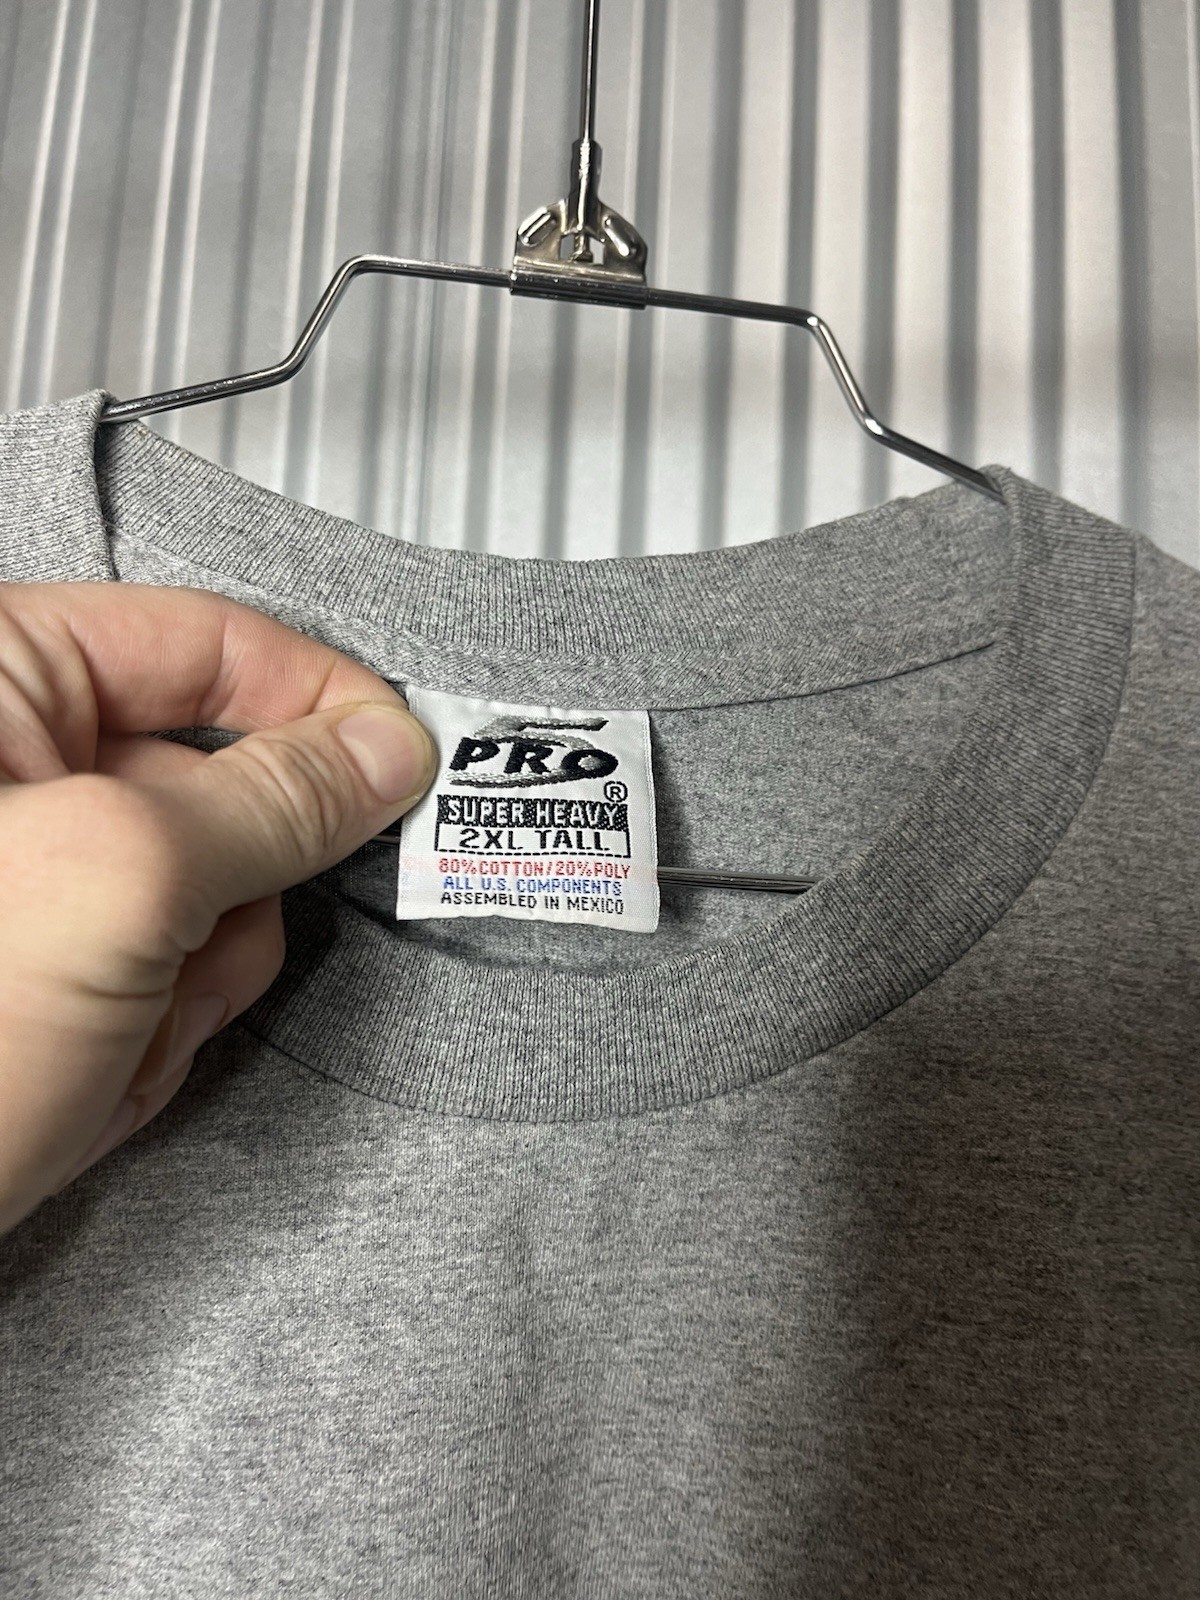 PRO
®
SUPER HEAVY
2XL TALL
80%COTTON/20%POLY
ALL U.S. COMPONENTS
ASSEMBLED IN MEXICO